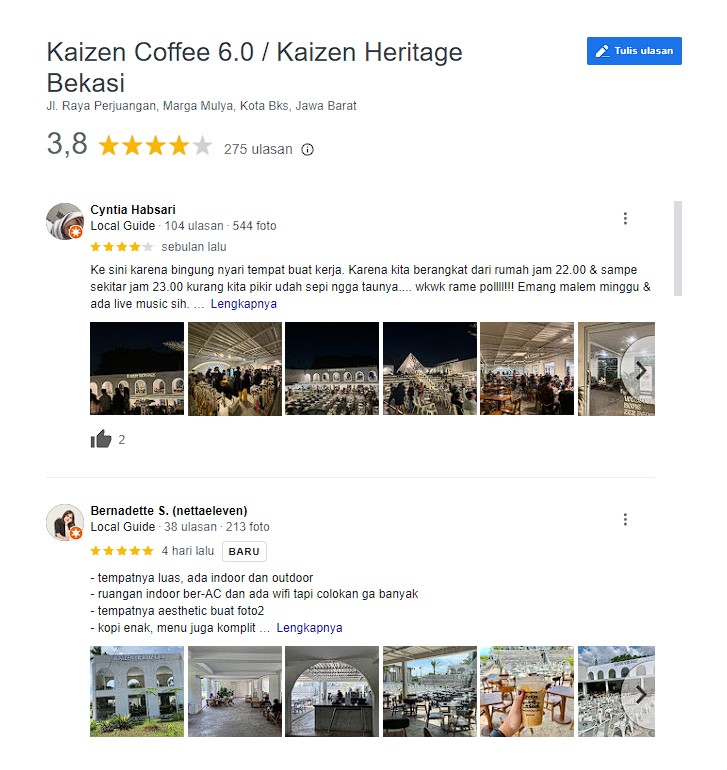 Kaizen Coffee 6.0 / Kaizen Heritage
Bekasi
Tulis ulasan
Jl. Raya Perjuangan, Marga Mulya, Kota Bks, Jawa Barat
3,8 275 ulasan
Cyntia Habsari
Local Guide · 104 ulasan · 544 foto
sebulan lalu
Ke sini karena bingung nyari tempat buat kerja. Karena kita berangkat dari rumah jam 22.00 & sampe
sekitar jam 23.00 kurang kita pikir udah sepi ngga taunya.... wkwk rame pollll!!! Emang malem minggu &
ada live music sih. … Lengkapnya
2
Bernadette S. (nettaeleven)
Local Guide · 38 ulasan · 213 foto
4 hari lalu BARU
- tempatnya luas, ada indoor dan outdoor
- ruangan indoor ber-AC dan ada wifi tapi colokan ga banyak
- tempatnya aesthetic buat foto2
- kopi enak, menu juga komplit … Lengkapnya